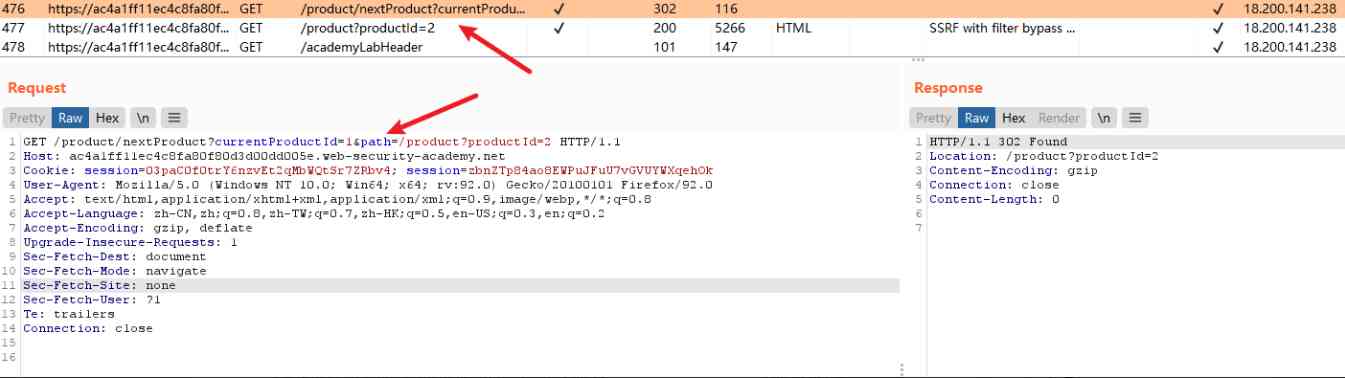 476 https://ac4a1ff11ec4c8fa80f... GET /product/nextProduct?currentProdu... ✓ 302 116 ✓ 18.200.141.238
477 https://ac4a1ff11ec4c8fa80f... GET /product?productId=2 ✓ 200 5266 HTML SSRF with filter bypass ... ✓ 18.200.141.238
478 https://ac4a1ff11ec4c8fa80f... GET /academyLabHeader 101 147 ✓ 18.200.141.238
Request
Pretty Raw Hex \n
1 GET /product/nextProduct?currentProductId=1&path=/product?productId=2 HTTP/1.1
2 Host: ac4a1ff11ec4c8fa80f80d3d00dd005e.web-security-academy.net
3 Cookie: session=O3paC0f0trY6nzvEt2qMbWQtSr7ZRbv4; session=zbnZTp84ao8EWPuJFuU7vGVUYWXqehOk
4 User-Agent: Mozilla/5.0 (Windows NT 10.0; Win64; x64; rv:92.0) Gecko/20100101 Firefox/92.0
5 Accept: text/html,application/xhtml+xml,application/xml;q=0.9,image/webp,*/*;q=0.8
6 Accept-Language: zh-CN,zh;q=0.8,zh-TW;q=0.7,zh-HK;q=0.5,en-US;q=0.3,en;q=0.2
7 Accept-Encoding: gzip, deflate
8 Upgrade-Insecure-Requests: 1
9 Sec-Fetch-Dest: document
10 Sec-Fetch-Mode: navigate
11 Sec-Fetch-Site: none
12 Sec-Fetch-User: ?1
13 Te: trailers
14 Connection: close
15
16
Response
Pretty Raw Hex Render \n
1 HTTP/1.1 302 Found
2 Location: /product?productId=2
3 Content-Encoding: gzip
4 Connection: close
5 Content-Length: 0
6
7